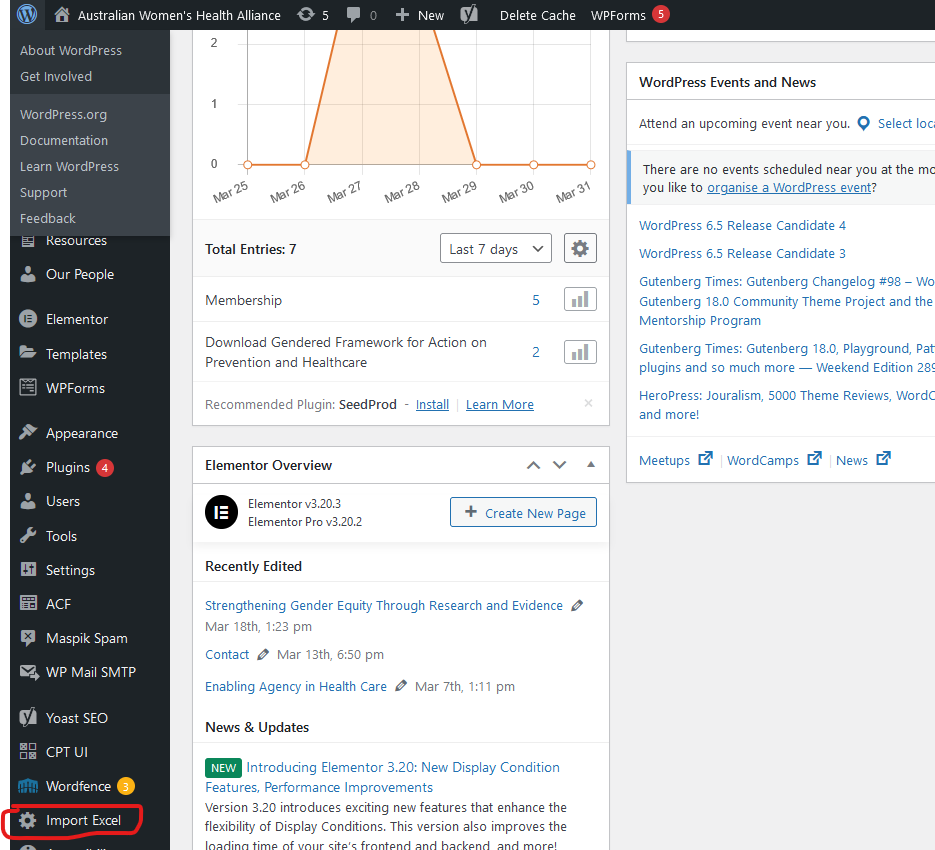 Australian Women's Health Alliance 5 0 New Delete Cache WPForms 5
About WordPress
Get Involved
WordPress.org
Documentation
Learn WordPress
Support
Feedback
Resources
Our People
Elementor
Templates
WPForms
Appearance
Plugins 4
Users
Tools
Settings
ACF
Maspik Spam
WP Mail SMTP
Yoast SEO
CPT UI
Wordfence 3
Import Excel
2
1
0
Mar 25 Mar 26 Mar 27 Mar 28 Mar 29 Mar 30 Mar 31
Total Entries: 7 Last 7 days
Membership 5
Download Gendered Framework for Action on
Prevention and Healthcare 2
Recommended Plugin: SeedProd - Install | Learn More ×
Elementor Overview
Elementor v3.20.3
Elementor Pro v3.20.2
+ Create New Page
Recently Edited
Strengthening Gender Equity Through Research and Evidence
Mar 18th, 1:23 pm
Contact Mar 13th, 6:50 pm
Enabling Agency in Health Care Mar 7th, 1:11 pm
News & Updates
NEW Introducing Elementor 3.20: New Display Condition
Features, Performance Improvements
Version 3.20 introduces exciting new features that enhance the
flexibility of Display Conditions. This version also improves the
loading time of your site's frontend and backend, and more!
WordPress Events and News
Attend an upcoming event near you. Select loca
There are no events scheduled near you at the mo
you like to organise a WordPress event?
WordPress 6.5 Release Candidate 4
WordPress 6.5 Release Candidate 3
Gutenberg Times: Gutenberg Changelog #98 – Wo
Gutenberg 18.0 Community Theme Project and the
Mentorship Program
Gutenberg Times: Gutenberg 18.0, Playground, Pat
plugins and so much more — Weekend Edition 289
HeroPress: Jouralism, 5000 Theme Reviews, WordC
and more!
Meetups | WordCamps | News